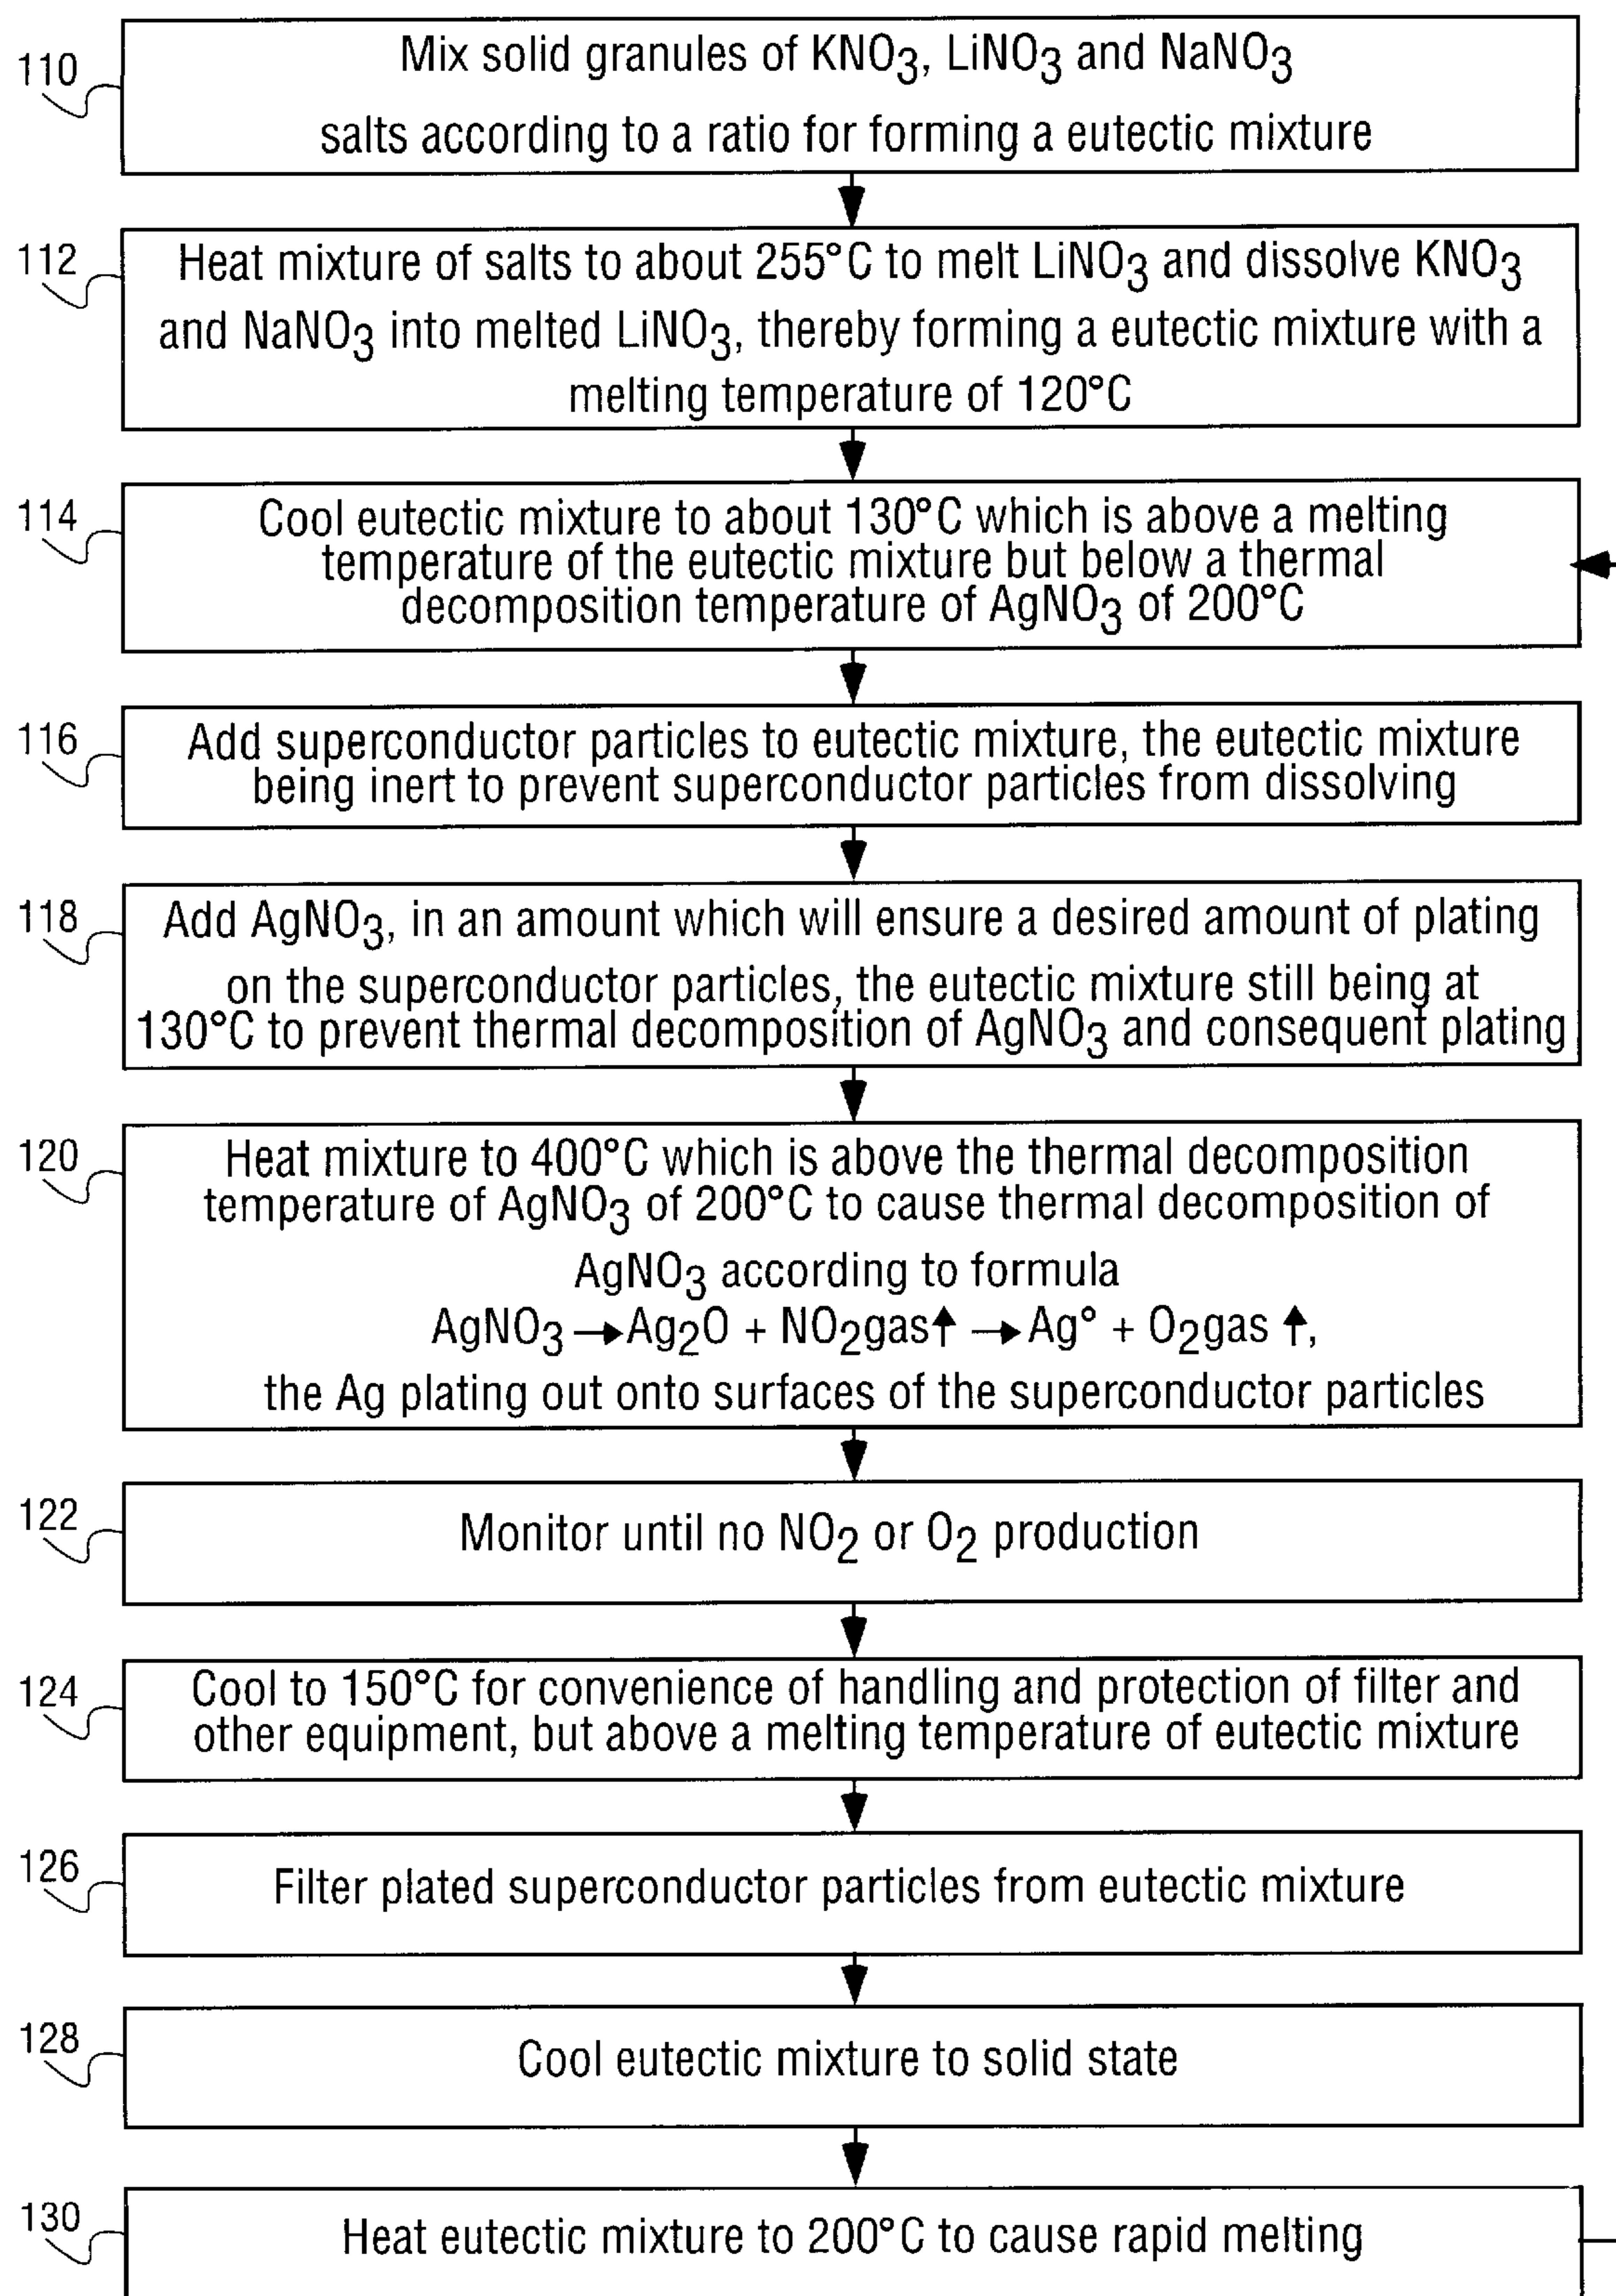 110
Mix solid granules of KNO3, LiNO3 and NaNO3
salts according to a ratio for forming a eutectic mixture
112
Heat mixture of salts to about 255°C to melt LiNO3 and dissolve KNO3
and NaNO3 into melted LiNO3, thereby forming a eutectic mixture with a
melting temperature of 120°C
114
Cool eutectic mixture to about 130°C which is above a melting
temperature of the eutectic mixture but below a thermal
decomposition temperature of AgNO3 of 200°C
116
Add superconductor particles to eutectic mixture, the eutectic mixture
being inert to prevent superconductor particles from dissolving
118
Add AgNO3, in an amount which will ensure a desired amount of plating
on the superconductor particles, the eutectic mixture still being at
130°C to prevent thermal decomposition of AgNO3 and consequent plating
120
Heat mixture to 400°C which is above the thermal decomposition
temperature of AgNO3 of 200°C to cause thermal decomposition of
AgNO3 according to formula
AgNO3 → Ag2O + NO2gas↑ → Ag° + O2gas ↑,
the Ag plating out onto surfaces of the superconductor particles
122
Monitor until no NO2 or O2 production
124
Cool to 150°C for convenience of handling and protection of filter and
other equipment, but above a melting temperature of eutectic mixture
126
Filter plated superconductor particles from eutectic mixture
128
Cool eutectic mixture to solid state
130
Heat eutectic mixture to 200°C to cause rapid melting